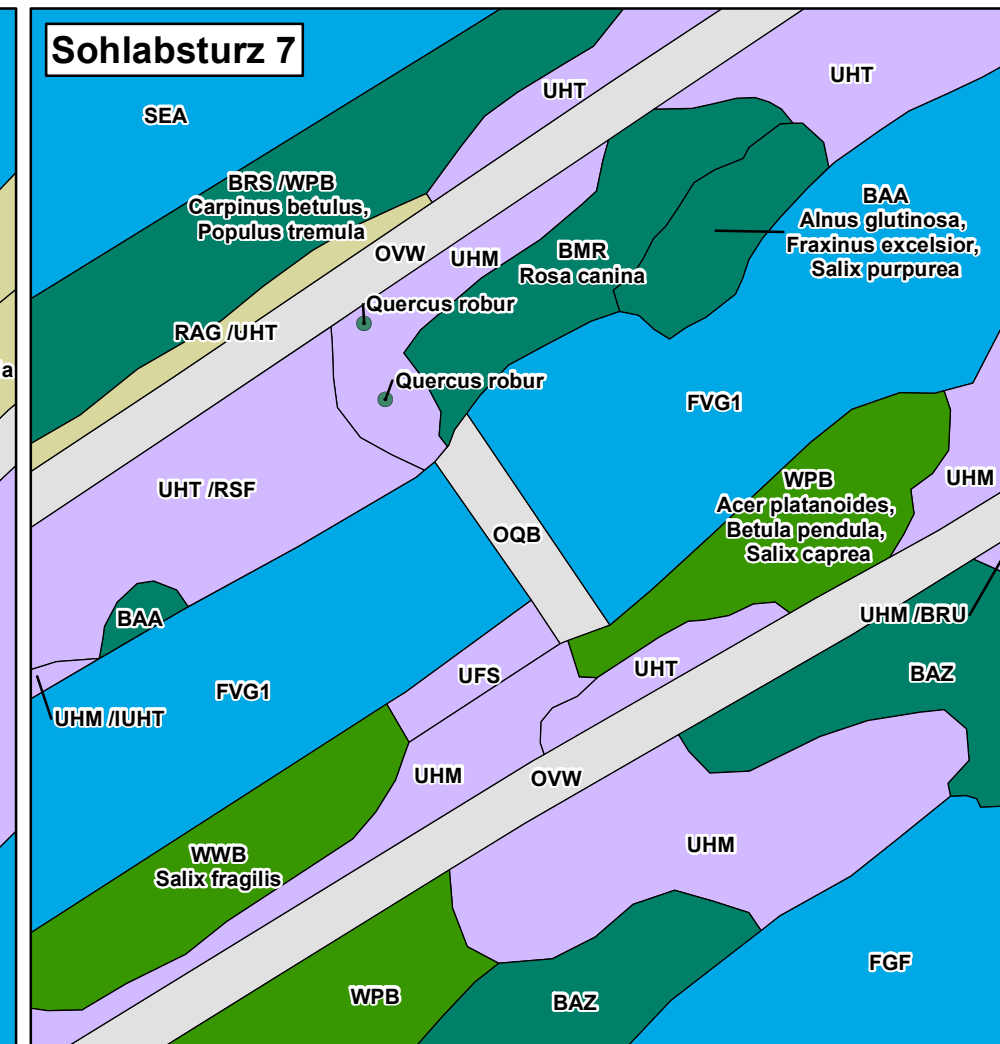 Sohlabsturz 7
UHT
UHT
SEA
BRS /WPB
Carpinus betulus,
Populus tremula
BAA
Alnus glutinosa,
Fraxinus excelsior,
Salix purpurea
OVW
UHM
BMR
Rosa canina
Quercus robur
RAG /UHT
a
Quercus robur
FVG1
UHT /RSF
UHM
WPB
Acer platanoides,
Betula pendula,
Salix caprea
OQB
BAA
UHM /BRU
UFS
UHT
BAZ
FVG1
UHM /IUHT
UHM
OVW
UHM
WWB
Salix fragilis
FGF
WPB
BAZ